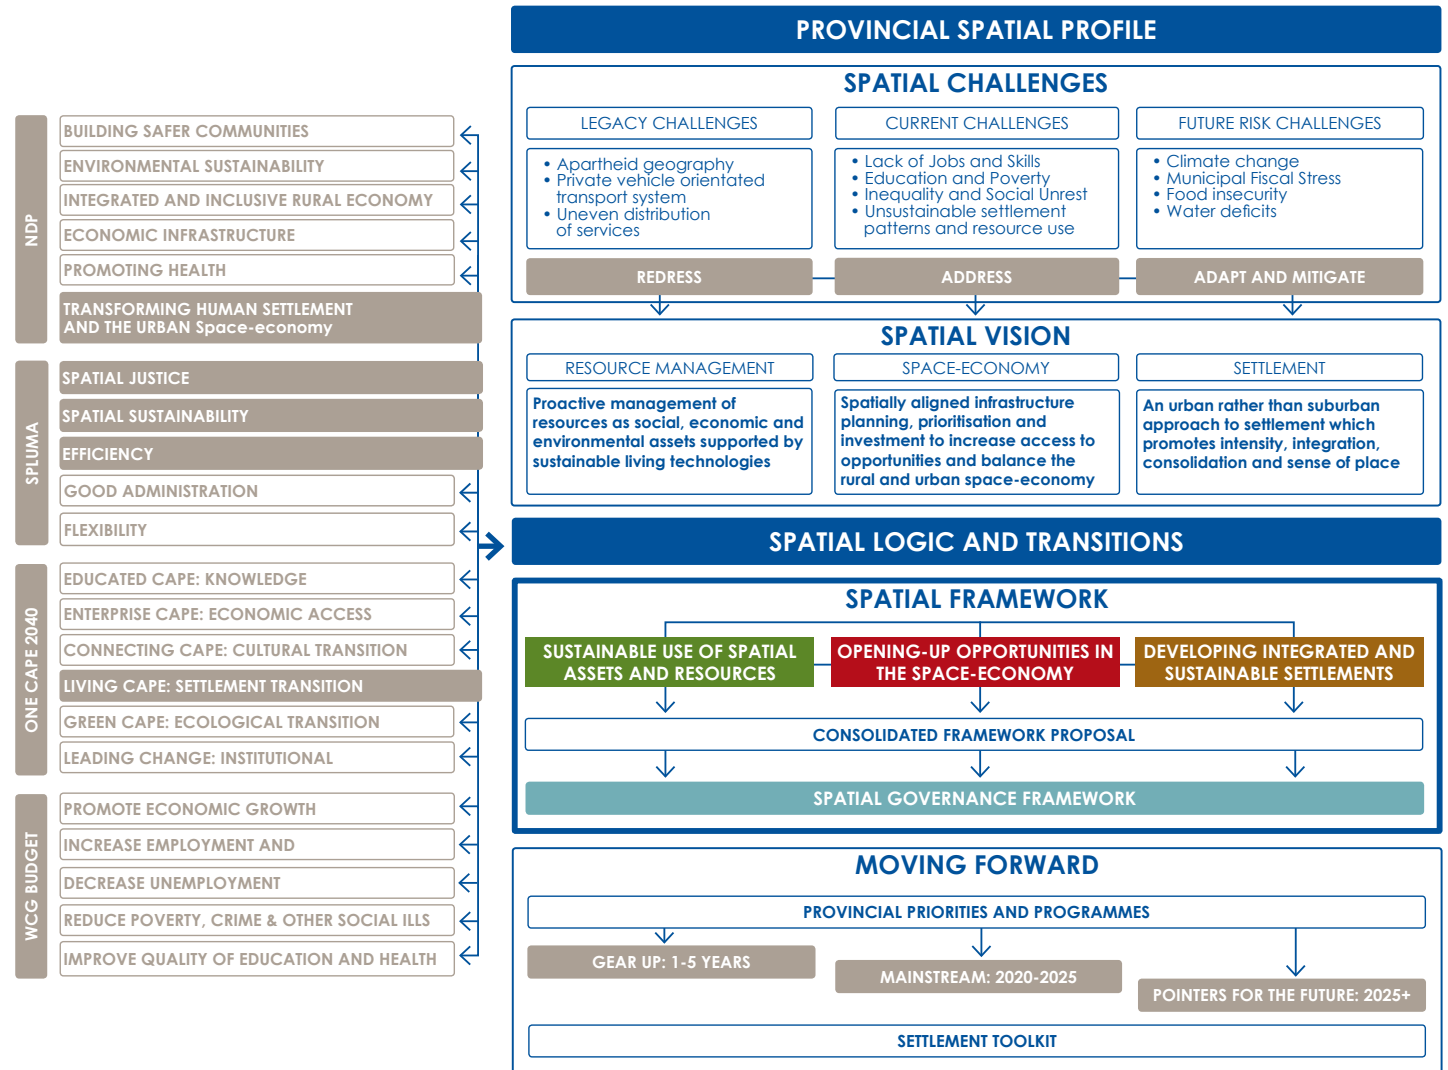 NDP
BUILDING SAFER COMMUNITIES
ENVIRONMENTAL SUSTAINABILITY
INTEGRATED AND INCLUSIVE RURAL ECONOMY
ECONOMIC INFRASTRUCTURE
PROMOTING HEALTH
TRANSFORMING HUMAN SETTLEMENT
AND THE URBAN Space-economy
SPLUMA
SPATIAL JUSTICE
SPATIAL SUSTAINABILITY
EFFICIENCY
GOOD ADMINISTRATION
FLEXIBILITY
ONE CAPE 2040
EDUCATED CAPE: KNOWLEDGE
ENTERPRISE CAPE: ECONOMIC ACCESS
CONNECTING CAPE: CULTURAL TRANSITION
LIVING CAPE: SETTLEMENT TRANSITION
GREEN CAPE: ECOLOGICAL TRANSITION
LEADING CHANGE: INSTITUTIONAL
WCG BUDGET
PROMOTE ECONOMIC GROWTH
INCREASE EMPLOYMENT AND
DECREASE UNEMPLOYMENT
REDUCE POVERTY, CRIME & OTHER SOCIAL ILLS
IMPROVE QUALITY OF EDUCATION AND HEALTH
PROVINCIAL SPATIAL PROFILE
SPATIAL CHALLENGES
LEGACY CHALLENGES
• Apartheid geography
• Private vehicle orientated
transport system
• Uneven distribution
of services
REDRESS
CURRENT CHALLENGES
• Lack of Jobs and Skills
• Education and Poverty
• Inequality and Social Unrest
• Unsustainable settlement
patterns and resource use
ADDRESS
FUTURE RISK CHALLENGES
• Climate change
• Municipal Fiscal Stress
• Food insecurity
• Water deficits
ADAPT AND MITIGATE
SPATIAL VISION
RESOURCE MANAGEMENT
Proactive management of
resources as social, economic and
environmental assets supported by
sustainable living technologies
SPACE-ECONOMY
Spatially aligned infrastructure
planning, prioritisation and
investment to increase access to
opportunities and balance the
rural and urban space-economy
SETTLEMENT
An urban rather than suburban
approach to settlement which
promotes intensity, integration,
consolidation and sense of place
SPATIAL LOGIC AND TRANSITIONS
SPATIAL FRAMEWORK
SUSTAINABLE USE OF SPATIAL
ASSETS AND RESOURCES
OPENING-UP OPPORTUNITIES IN
THE SPACE-ECONOMY
DEVELOPING INTEGRATED AND
SUSTAINABLE SETTLEMENTS
CONSOLIDATED FRAMEWORK PROPOSAL
SPATIAL GOVERNANCE FRAMEWORK
MOVING FORWARD
PROVINCIAL PRIORITIES AND PROGRAMMES
GEAR UP: 1-5 YEARS
MAINSTREAM: 2020-2025
POINTERS FOR THE FUTURE: 2025+
SETTLEMENT TOOLKIT